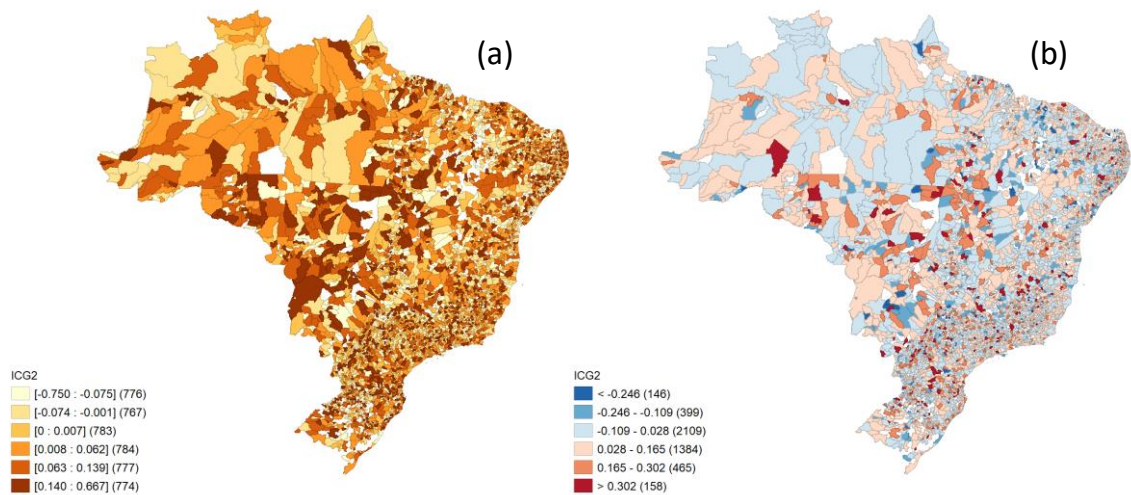 (a)
ICG2
[-0.750 : -0.075] (776)
[-0.074 : -0.001] (767)
[0 : 0.007] (783)
[0.008 : 0.062] (784)
[0.063 : 0.139] (777)
[0.140 : 0.667] (774)
(b)
ICG2
< -0.246 (146)
-0.246 - -0.109 (399)
-0.109 - 0.028 (2109)
0.028 - 0.165 (1384)
0.165 - 0.302 (465)
> 0.302 (158)